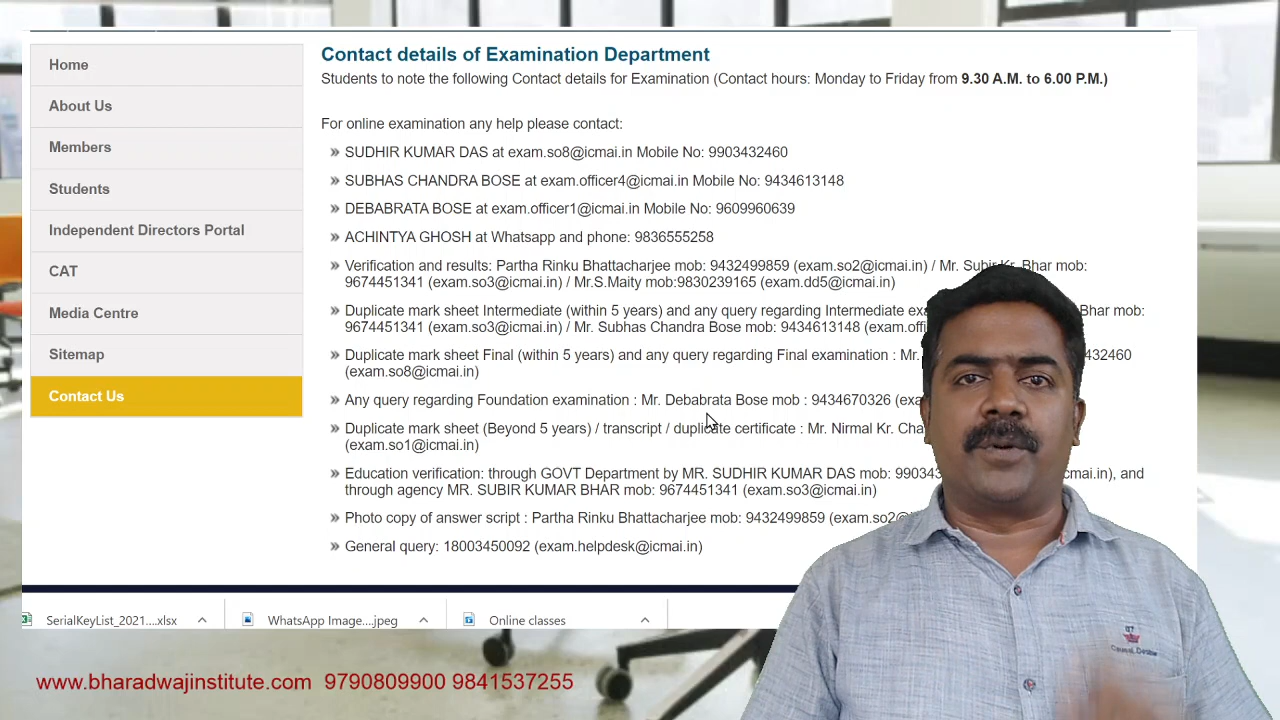 Home
About Us
Members
Students
Independent Directors Portal
CAT
Media Centre
Sitemap
Contact Us
Contact details of Examination Department
Students to note the following Contact details for Examination (Contact hours: Monday to Friday from 9.30 A.M. to 6.00 P.M.)
For online examination any help please contact:
SUDHIR KUMAR DAS at exam.so8@icmai.in Mobile No: 9903432460
SUBHAS CHANDRA BOSE at exam.officer4@icmai.in Mobile No: 9434613148
DEBABRATA BOSE at exam.officer1@icmai.in Mobile No: 9609960639
ACHINTYA GHOSH at Whatsapp and phone: 9836555258
Verification and results: Partha Rinku Bhattacharjee mob: 9432499859 (exam.so2@icmai.in) / Mr. Subir Kr. Bhar mob:
9674451341 (exam.so3@icmai.in) / Mr.S.Maity mob:9830239165 (exam.dd5@icmai.in)
Duplicate mark sheet Intermediate (within 5 years) and any query regarding Intermediate Bhar mob:
9674451341 (exam.so3@icmai.in) / Mr. Subhas Chandra Bose mob: 9434613148
Duplicate mark sheet Final (within 5 years) and any query regarding Final examination : Mr. 432460
(exam.so8@icmai.in)
Any query regarding Foundation examination : Mr. Debabrata Bose mob : 9434670326
Duplicate mark sheet (Beyond 5 years) / transcript / duplicate certificate : Mr. Nirmal Kr.
(exam.so1@icmai.in)
Education verification: through GOVT Department by MR. SUDHIR KUMAR DAS mob: cmai.in), and
through agency MR. SUBIR KUMAR BHAR mob: 9674451341 (exam.so3@icmai.in)
Photo copy of answer script : Partha Rinku Bhattacharjee mob: 9432499859 (exam.so2@
General query: 18003450092 (exam.helpdesk@icmai.in)
SerialKeyList_2021....xlsx
WhatsApp Image....jpeg
Online classes
www.bharadwajinstitute.com 9790809900 9841537255